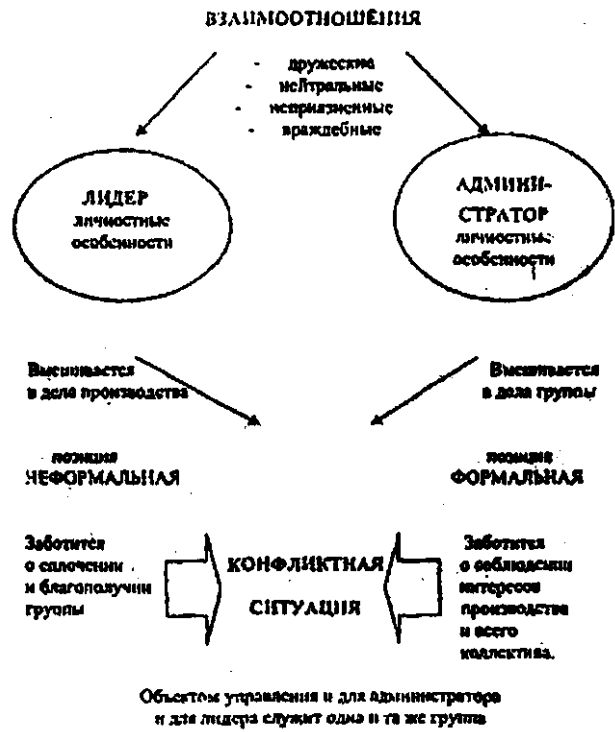 ВЗАИМООТНОШЕНИЯ
- дружеские
- нейтральные
- неприязненные
- враждебные
ЛИДЕР
личностные
особенности
АДМИНИ-
СТРАТОР
личностные
особенности
Вмешивается
в дела производства
Вмешивается
в дела группы
позиция
НЕФОРМАЛЬНАЯ
позиция
ФОРМАЛЬНАЯ
Заботится
о сплочении
и благополучии
группы
КОНФЛИКТНАЯ
СИТУАЦИЯ
Заботится
о соблюдении
интересов
производства
и всего
коллектива.
Объектом управления и для администратора
и для лидера служит одна и та же группа